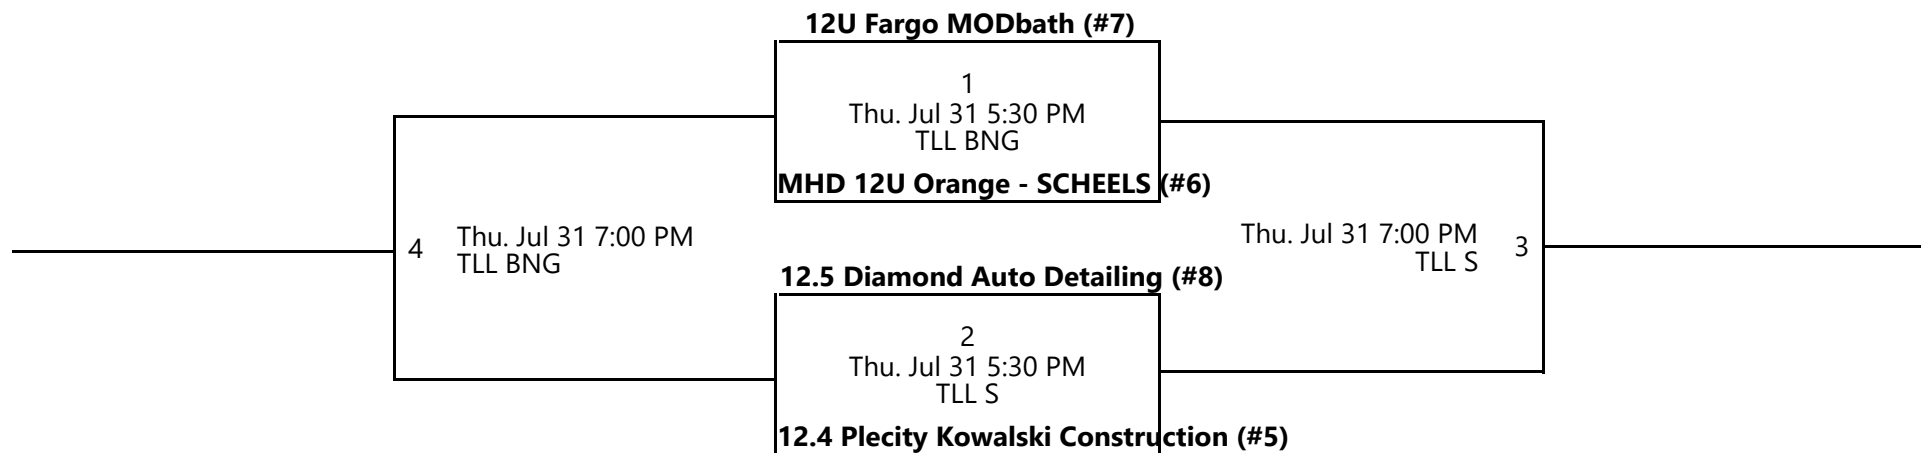 12U Fargo MODbath (#7)
1
Thu. Jul 31 5:30 PM
TLL BNG
MHD 12U Orange - SCHEELS (#6)
4
Thu. Jul 31 7:00 PM
TLL BNG
Thu. Jul 31 7:00 PM
TLL S
3
12.5 Diamond Auto Detailing (#8)
2
Thu. Jul 31 5:30 PM
TLL S
12.4 Plecity Kowalski Construction (#5)